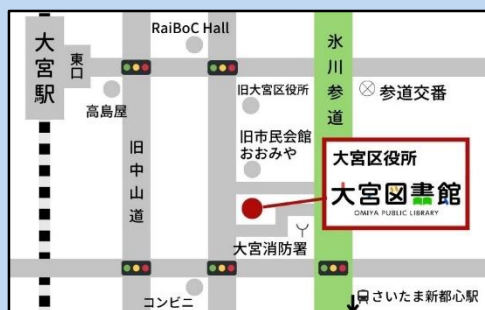 RaiBoC Hall
大宮駅
東口
高島屋
旧中山道
旧大宮区役所
旧市民会館
おおみや
氷川参道
参道交番
大宮区役所
大宮図書館
OMIYA PUBLIC LIBRARY
大宮消防署
コンビニ
さいたま新都心駅